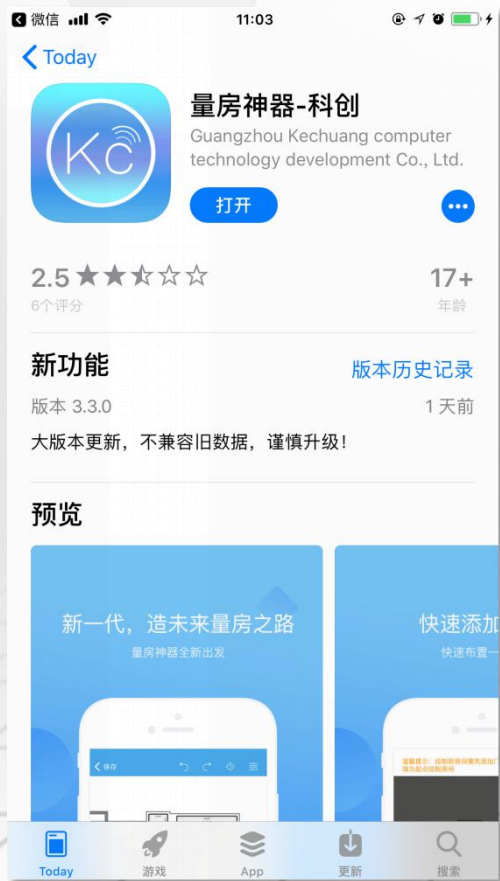 微信
11:03
Today
Kc
量房神器-科创
Guangzhou Kechuang computer
technology development Co., Ltd.
打开
2.5
17+
6个评分
年龄
新功能
版本历史记录
版本 3.3.0
1 天前
大版本更新，不兼容旧数据，谨慎升级！
预览
新一代，造未来量房之路
量房神器全新出发
快速添加
快速布置一
保存
Today
游戏
App
更新
搜索